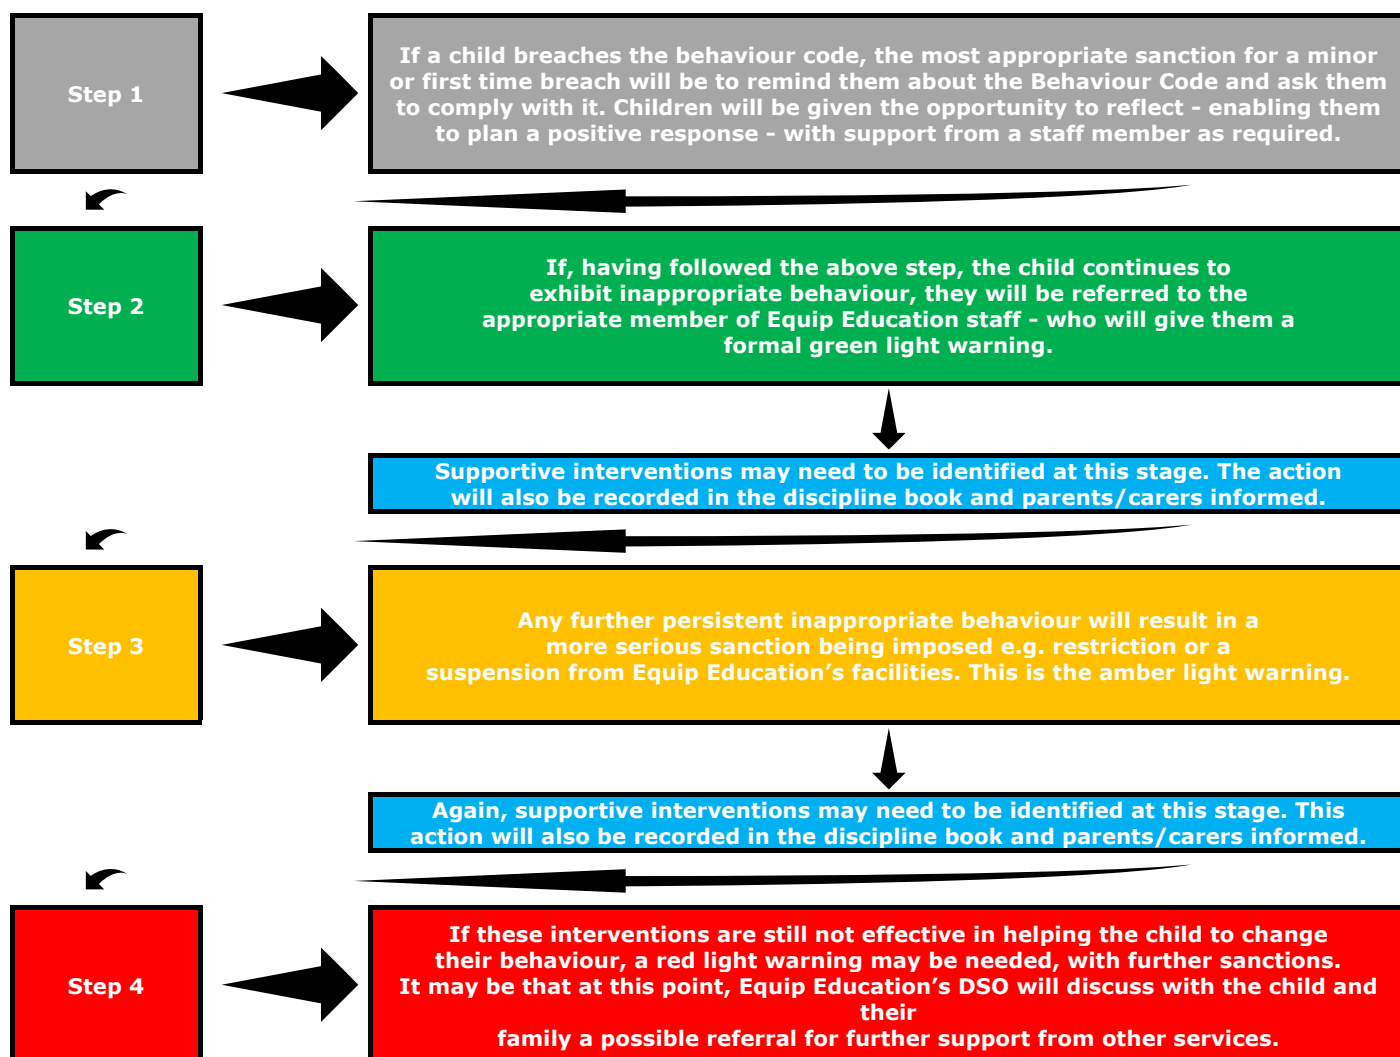 Step 1
If a child breaches the behaviour code, the most appropriate sanction for a minor
or first time breach will be to remind them about the Behaviour Code and ask them
to comply with it. Children will be given the opportunity to reflect - enabling them
to plan a positive response - with support from a staff member as required.
Step 2
If, having followed the above step, the child continues to
exhibit inappropriate behaviour, they will be referred to the
appropriate member of Equip Education staff - who will give them a
formal green light warning.
Supportive interventions may need to be identified at this stage. The action
will also be recorded in the discipline book and parents/carers informed.
Step 3
Any further persistent inappropriate behaviour will result in a
more serious sanction being imposed e.g. restriction or a
suspension from Equip Education’s facilities. This is the amber light warning.
Again, supportive interventions may need to be identified at this stage. This
action will also be recorded in the discipline book and parents/carers informed.
Step 4
If these interventions are still not effective in helping the child to change
their behaviour, a red light warning may be needed, with further sanctions.
It may be that at this point, Equip Education’s DSO will discuss with the child and
their
family a possible referral for further support from other services.